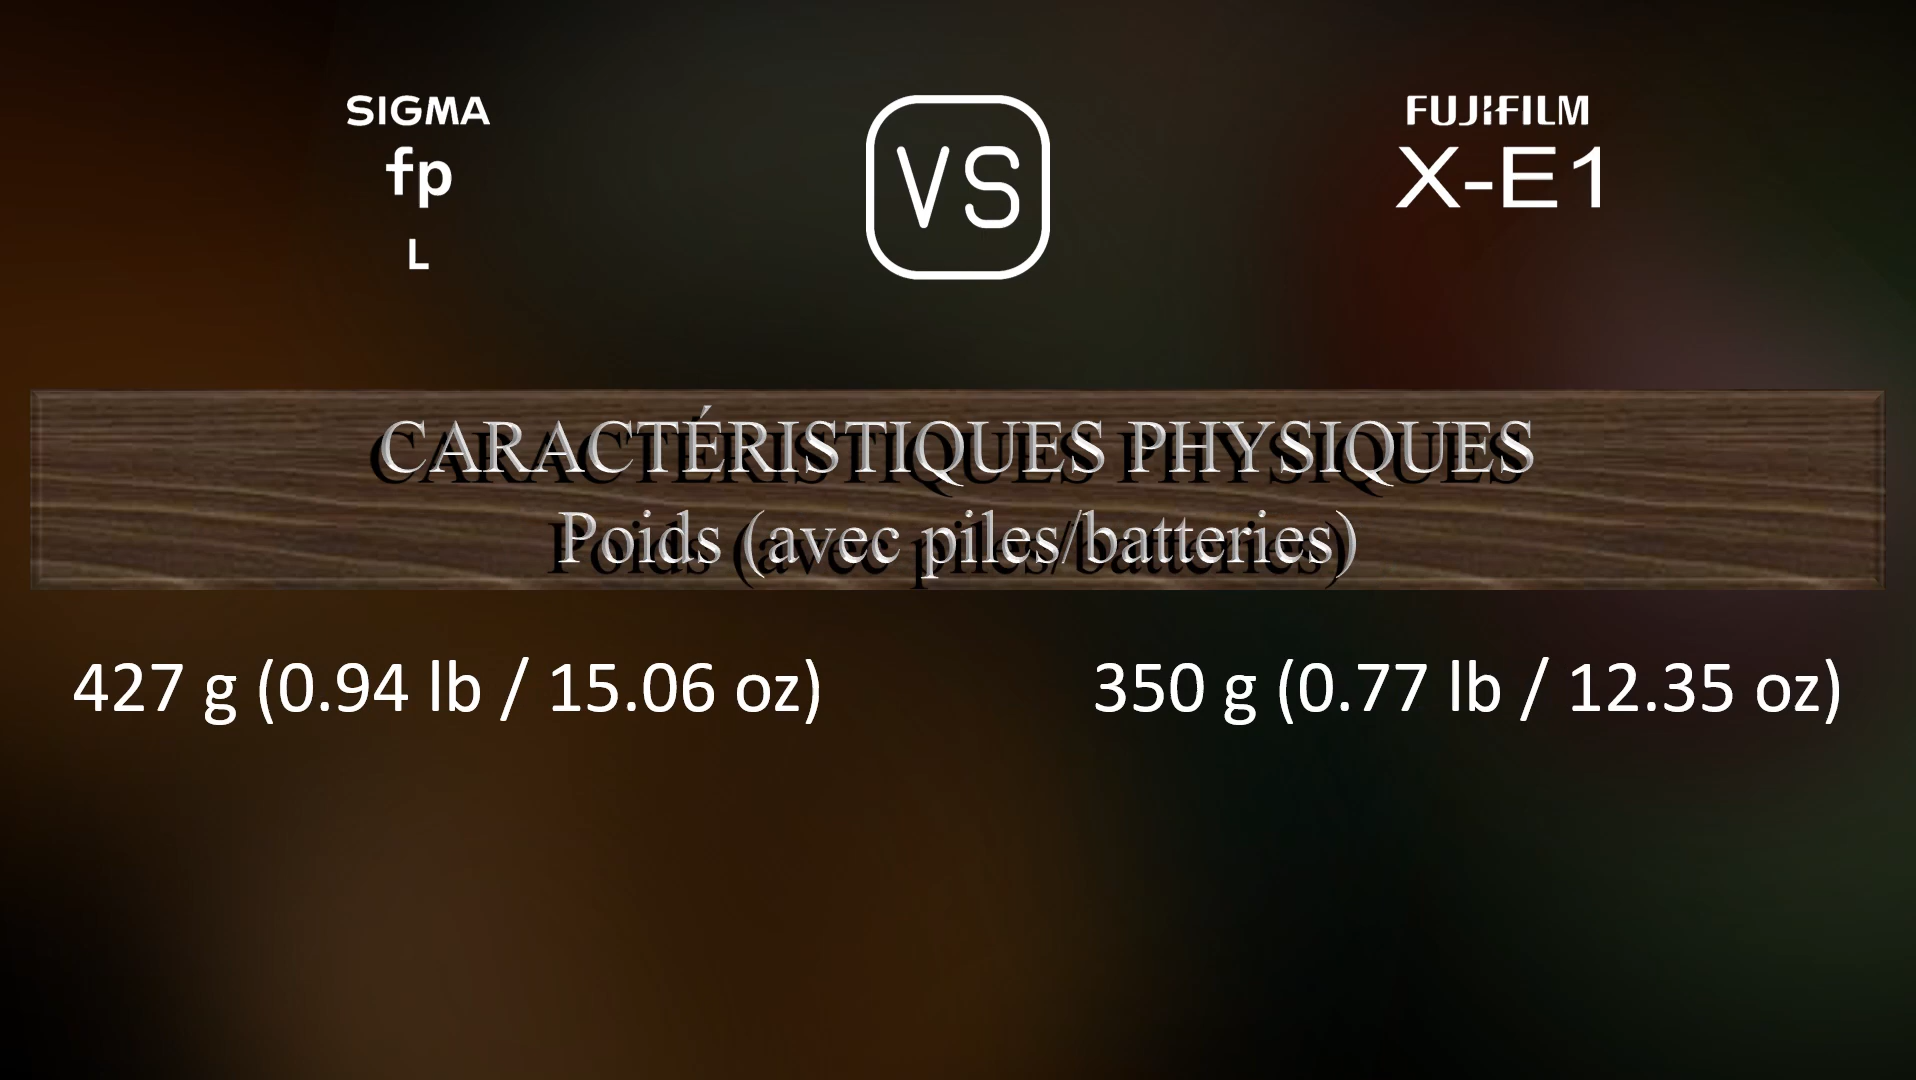 SIGMA
fp
L
VS
FUJIFILM
X-E1
CARACTÉRISTIQUES PHYSIQUES
Poids (avec piles/batteries)
427 g (0.94 lb / 15.06 oz)
350 g (0.77 lb / 12.35 oz)